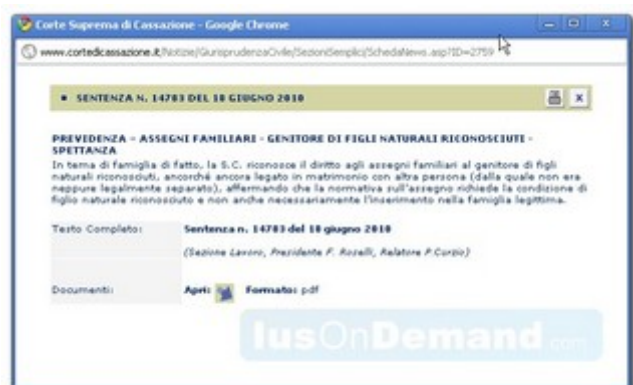 Corte Suprema di Cassazione - Google Chrome
www.cortedicassazione.it/Notizie/GiurisprudenzaCivile/SezioniSemplici/SchedaNews.asp?ID=2759
SENTENZA N. 14783 DEL 18 GIUGNO 2010
PREVIDENZA - ASSEGNI FAMILIARI - GENITORE DI FIGLI NATURALI RICONOSCIUTI -
SPETTANZA
In tema di famiglia di fatto, la S.C. riconosce il diritto agli assegni familiari al genitore di figli
naturali riconosciuti, ancorché ancora legato in matrimonio con altra persona (dalla quale non era
neppure legalmente separato), affermando che la normativa sull'assegno richiede la condizione di
figlio naturale riconosciuto e non anche necessariamente l'inserimento nella famiglia legittima.
Testo Completo: Sentenza n. 14783 del 18 giugno 2010
(Sezione Lavoro, Presidente F. Roselli, Relatore P. Curzio)
Documenti: Apri: Formato: pdf
IusOnDemand.com